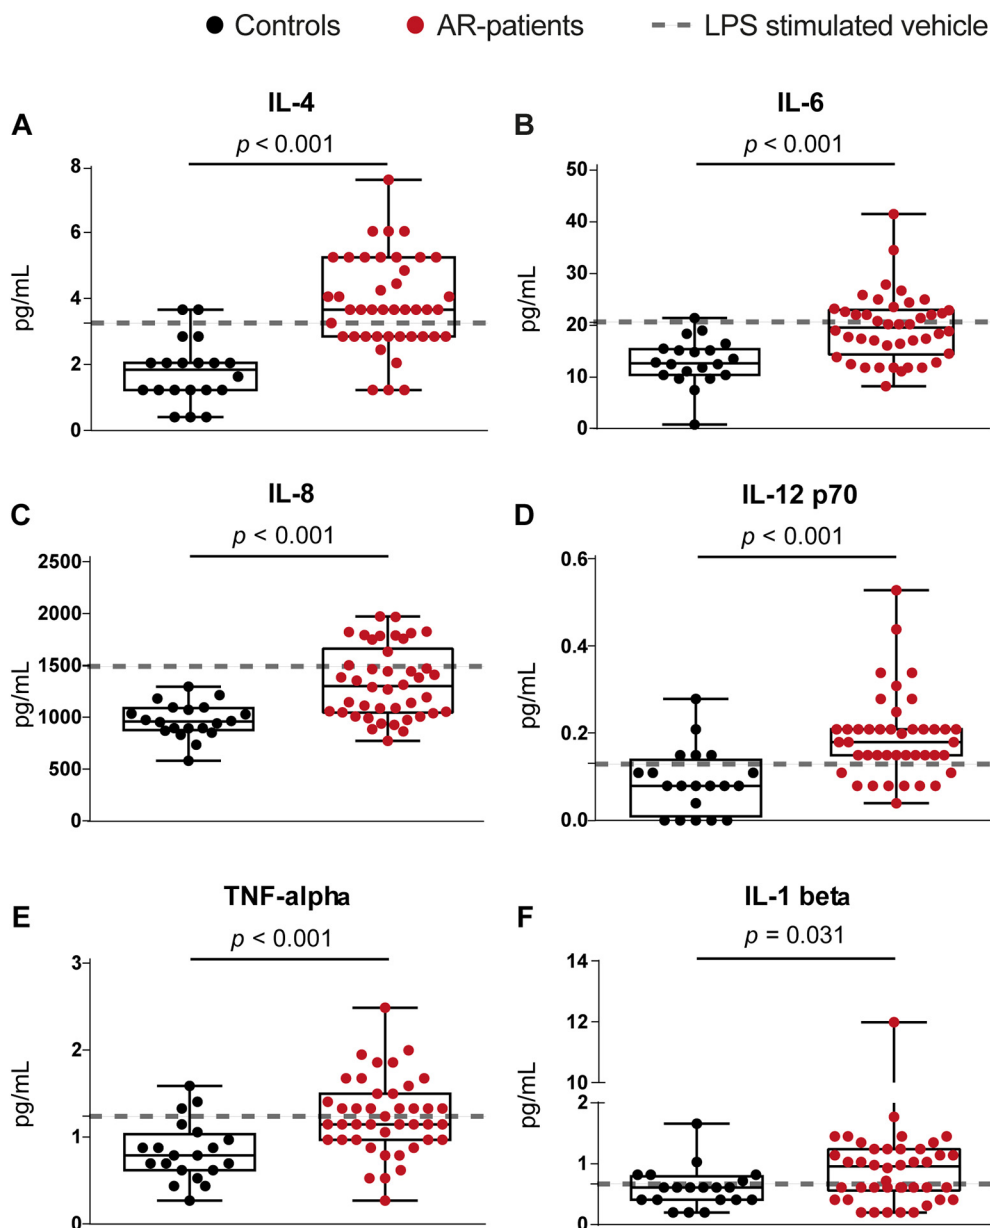 Controls AR-patients LPS stimulated vehicle
A IL-4
p < 0.001
8
6
4
2
0
pg/mL
B IL-6
p < 0.001
50
40
30
20
10
0
pg/mL
C IL-8
p < 0.001
2500
2000
1500
1000
500
0
pg/mL
D IL-12 p70
p < 0.001
0.6
0.4
0.2
0.0
pg/mL
E TNF-alpha
p < 0.001
3
2
1
0
pg/mL
F IL-1 beta
p = 0.031
14
12
10
2
1
0
pg/mL